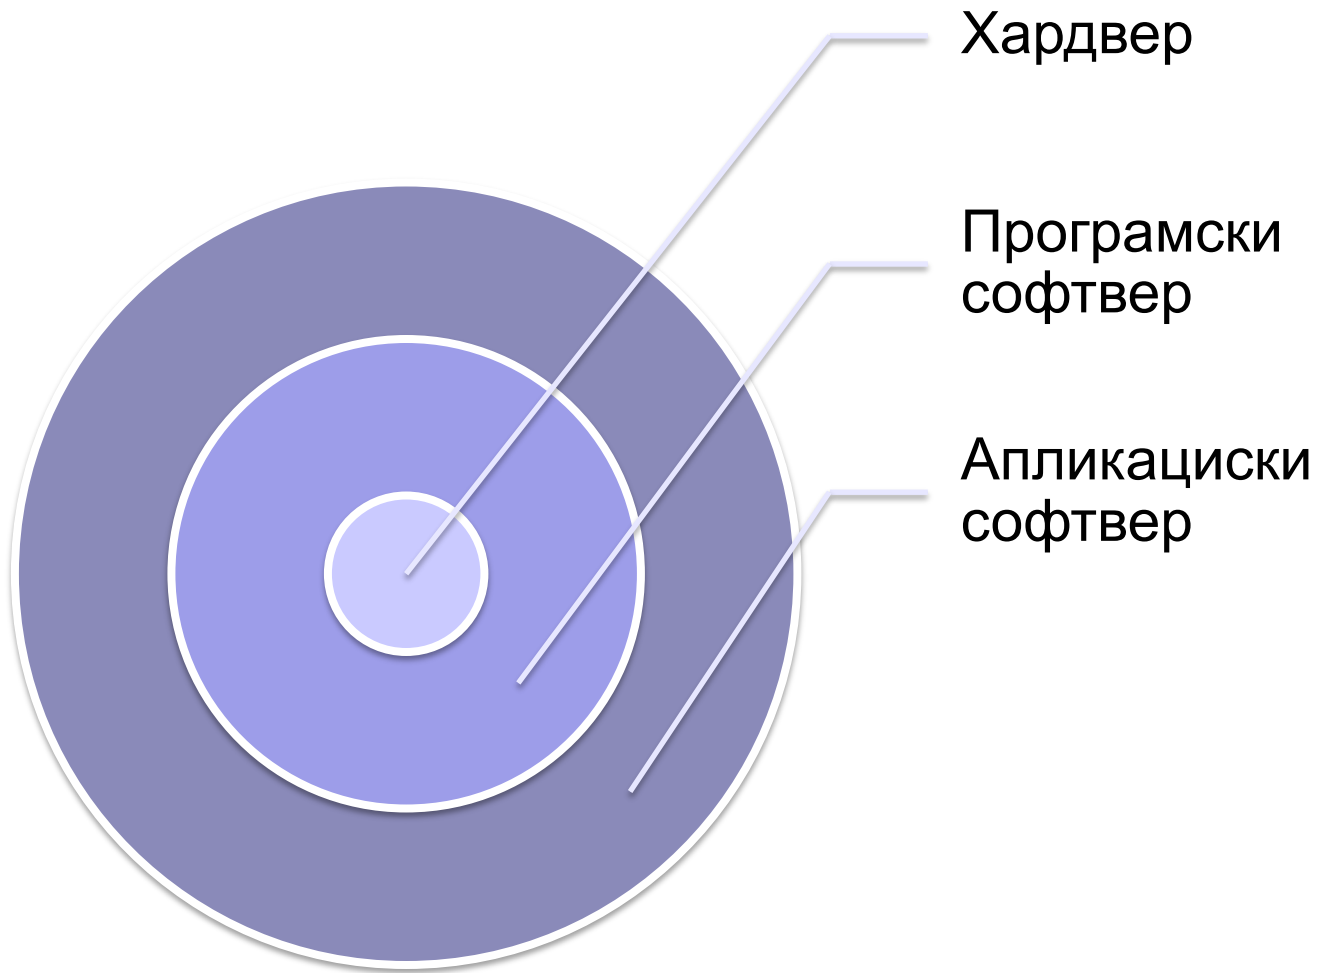 Хардвер
Програмски
софтвер
Апликациски
софтвер